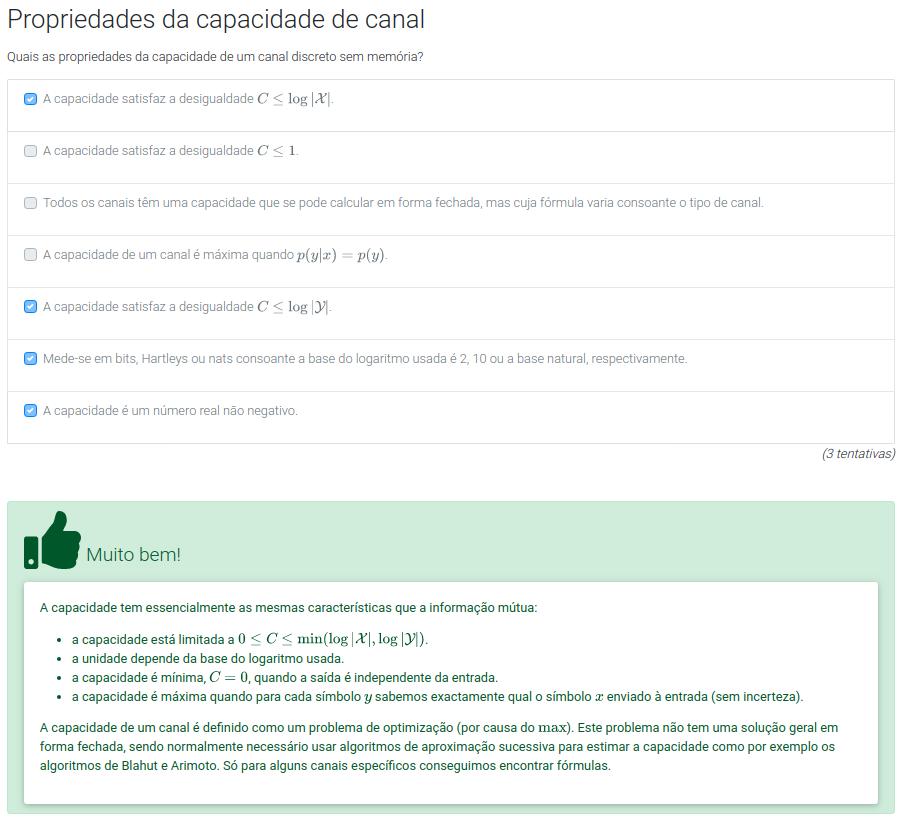 Propriedades da capacidade de canal
Quais as propriedades da capacidade de um canal discreto sem memória?
A capacidade satisfaz a desigualdade C ≤ log |𝒳|.
A capacidade satisfaz a desigualdade C ≤ 1.
Todos os canais têm uma capacidade que se pode calcular em forma fechada, mas cuja fórmula varia consoante o tipo de canal.
A capacidade de um canal é máxima quando p(y|x) = p(y).
A capacidade satisfaz a desigualdade C ≤ log |𝒴|.
Mede-se em bits, Hartleys ou nats consoante a base do logaritmo usada é 2, 10 ou a base natural, respectivamente.
A capacidade é um número real não negativo.
(3 tentativas)
Muito bem!
A capacidade tem essencialmente as mesmas características que a informação mútua:
• a capacidade está limitada a 0 ≤ C ≤ min(log |𝒳|, log |𝒴|).
• a unidade depende da base do logaritmo usada.
• a capacidade é mínima, C = 0, quando a saída é independente da entrada.
• a capacidade é máxima quando para cada símbolo y sabemos exactamente qual o símbolo x enviado à entrada (sem incerteza).
A capacidade de um canal é definido como um problema de optimização (por causa do max). Este problema não tem uma solução geral em
forma fechada, sendo normalmente necessário usar algoritmos de aproximação sucessiva para estimar a capacidade como por exemplo os
algoritmos de Blahut e Arimoto. Só para alguns canais específicos conseguimos encontrar fórmulas.